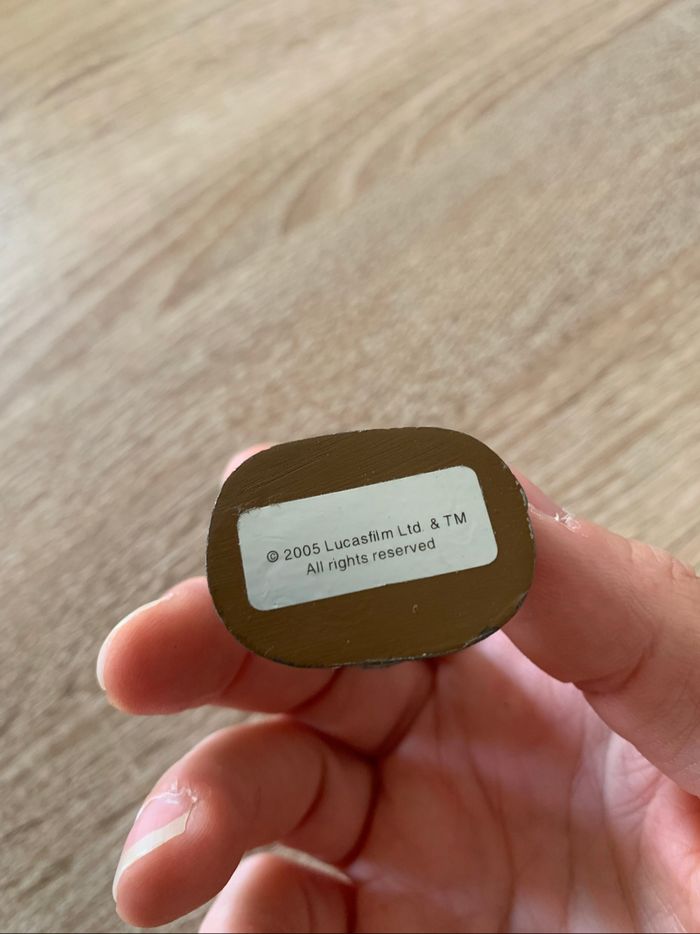 © 2005 Lucasfilm Ltd. & TM
All rights reserved